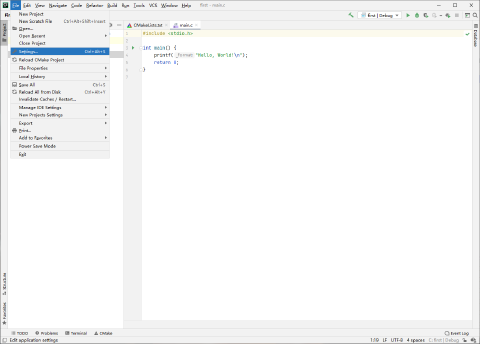 File Edit View Navigate Code Refactor Build Run Tools VCS Window Help
first | Debug
New Project
New Scratch File Ctrl+Alt+Shift+Insert
Open...
Open Recent
Close Project
Settings... Ctrl+Alt+S
Reload CMake Project
File Properties
Local History
Save All Ctrl+S
Reload All from Disk Ctrl+Alt+Y
Invalidate Caches / Restart...
Manage IDE Settings
New Projects Settings
Export
Print...
Add to Favorites
Power Save Mode
Exit
CMakeLists.txt main.c
#include <stdio.h>
int main() {
printf( format: "Hello, World!\n");
return 0;
}
Project
Database
Structure
Favorites
TODO Problems Terminal CMake Event Log
Edit application settings 1:19 LF UTF-8 4 spaces C: first | Debug